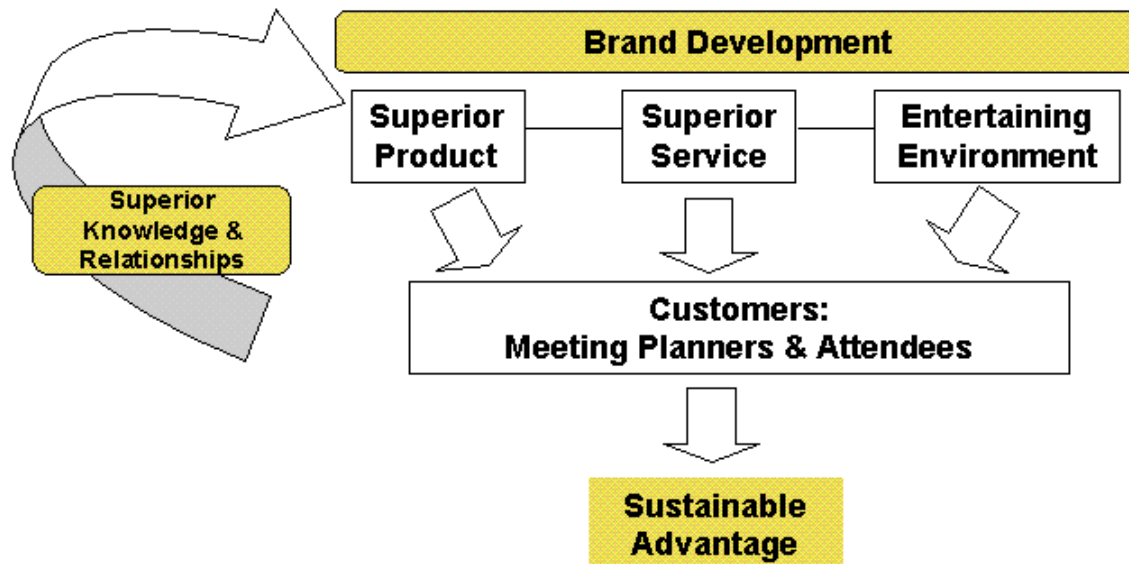 Brand Development
Superior
Product
Superior
Service
Entertaining
Environment
Superior
Knowledge &
Relationships
Customers:
Meeting Planners & Attendees
Sustainable
Advantage